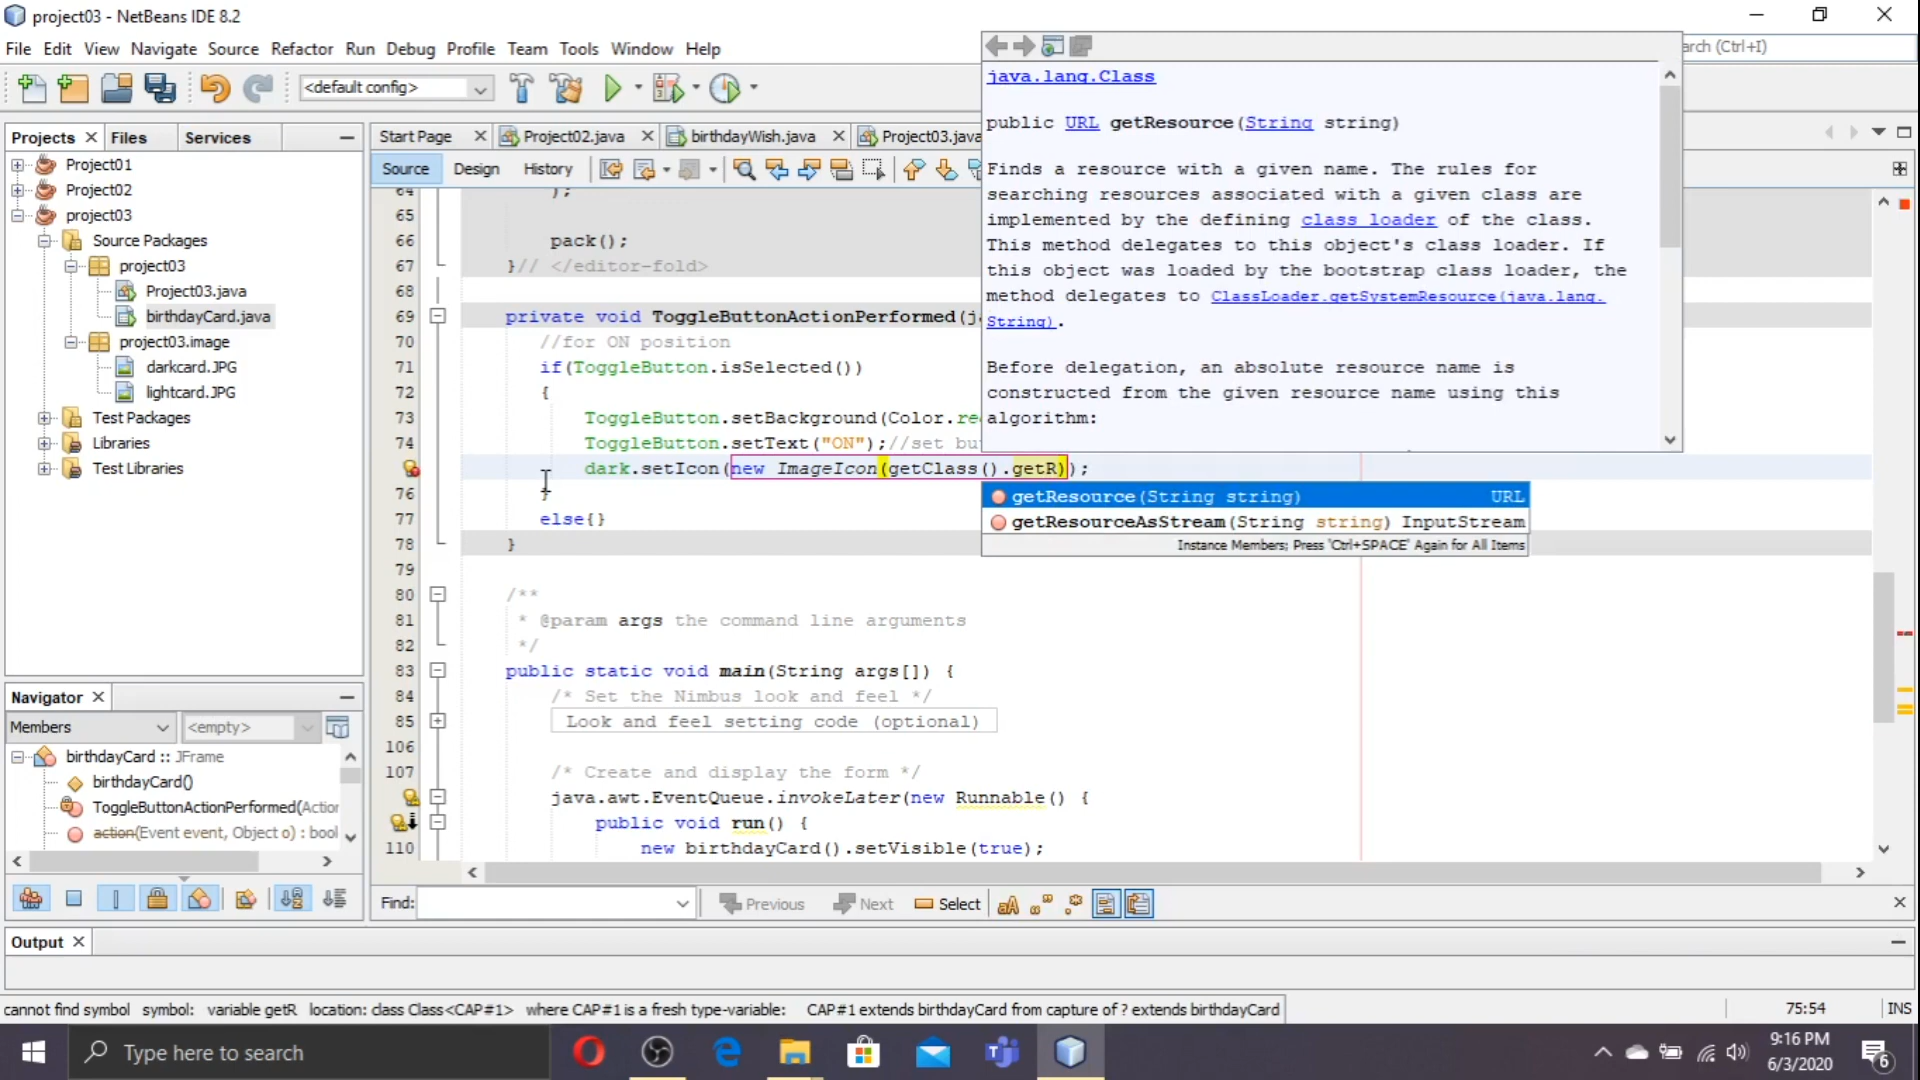 project03 - NetBeans IDE 8.2
File Edit View Navigate Source Refactor Run Debug Profile Team Tools Window Help
arch (Ctrl+I)
<default config>
Projects Files Services
Start Page Project02.java birthdayWish.java Project03.java
Source Design History
Project01
Project02
project03
Source Packages
project03
Project03.java
birthdayCard.java
project03.image
darkcard.JPG
lightcard.JPG
Test Packages
Libraries
Test Libraries
64 );
65
66 pack();
67 }// </editor-fold>
68
69 private void ToggleButtonActionPerformed(j
70 //for ON position
71 if(ToggleButton.isSelected())
72 {
73 ToggleButton.setBackground(Color.re
74 ToggleButton.setText("ON");//set bu
dark.setIcon(new ImageIcon(getClass().getR));
76 }
77 else{}
78 }
79
80 /**
81 * @param args the command line arguments
82 */
83 public static void main(String args[]) {
84 /* Set the Nimbus look and feel */
85 Look and feel setting code (optional)
106
107 /* Create and display the form */
java.awt.EventQueue.invokeLater(new Runnable() {
public void run() {
110 new birthdayCard().setVisible(true);
java.lang.Class
public URL getResource(String string)
Finds a resource with a given name. The rules for
searching resources associated with a given class are
implemented by the defining class loader of the class.
This method delegates to this object's class loader. If
this object was loaded by the bootstrap class loader, the
method delegates to ClassLoader.getSystemResource(java.lang.
String).
Before delegation, an absolute resource name is
constructed from the given resource name using this
algorithm:
getResource(String string) URL
getResourceAsStream(String string) InputStream
Instance Members; Press 'Ctrl+SPACE' Again for All Items
Navigator
Members <empty>
birthdayCard :: JFrame
birthdayCard()
ToggleButtonActionPerformed(Action
action(Event event, Object o) : bool
Find: Previous Next Select aA
Output
cannot find symbol symbol: variable getR location: class Class<CAP#1> where CAP#1 is a fresh type-variable: CAP#1 extends birthdayCard from capture of ? extends birthdayCard
75:54 INS
Type here to search
9:16 PM
6/3/2020
6